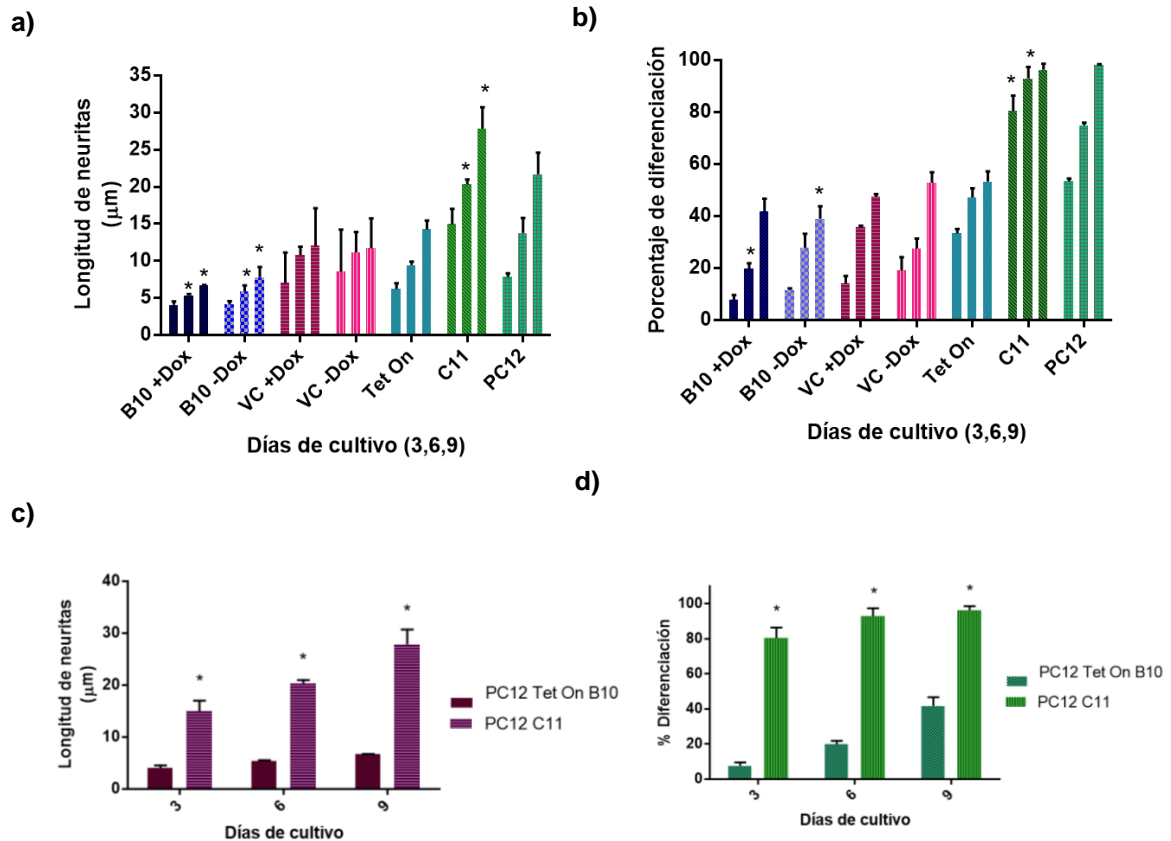 a)
Longitud de neuritas
(µm)
35
30
25
20
15
10
5
0
* * * * * *
B10 +Dox
B10 -Dox
VC +Dox
VC -Dox
Tet On
C11
PC12
Días de cultivo (3,6,9)
b)
Porcentaje de diferenciación
100
80
60
40
20
0
* * * *
B10 +Dox
B10 -Dox
VC +Dox
VC -Dox
Tet On
C11
PC12
Días de cultivo (3,6,9)
c)
Longitud de neuritas
(µm)
40
30
20
10
0
* * *
3
6
9
Días de cultivo
PC12 Tet On B10
PC12 C11
d)
% Diferenciación
100
80
60
40
20
0
* * *
3
6
9
Días de cultivo
PC12 Tet On B10
PC12 C11